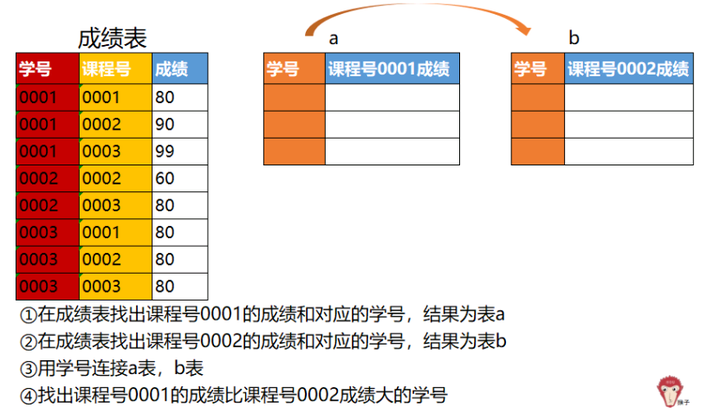 成绩表
学号 课程号 成绩
0001 0001 80
0001 0002 90
0001 0003 99
0002 0002 60
0002 0003 80
0003 0001 80
0003 0002 80
0003 0003 80
a
学号 课程号0001成绩
b
学号 课程号0002成绩
①在成绩表找出课程号0001的成绩和对应的学号，结果为表a
②在成绩表找出课程号0002的成绩和对应的学号，结果为表b
③用学号连接a表，b表
④找出课程号0001的成绩比课程号0002成绩大的学号
猴子